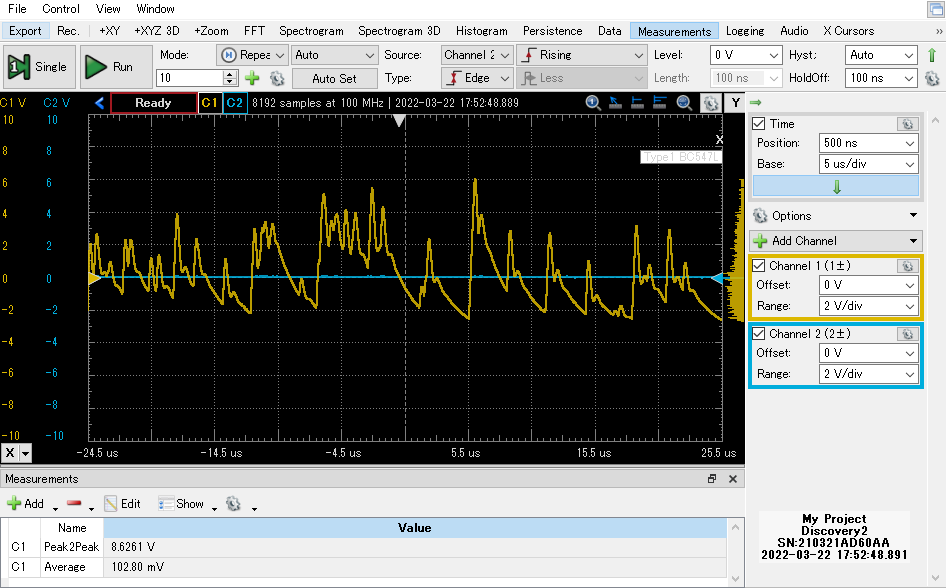 File Control View Window
Export Rec. +XY +XYZ 3D +Zoom FFT Spectrogram Spectrogram 3D Histogram Persistence Data Measurements Logging Audio X Cursors »
Single Run Mode: Repea Auto Source: Channel 2 Rising Level: 0 V Hyst: Auto
10 Auto Set Type: Edge Less Length: 100 ns HoldOff: 100 ns
C1 V C2 V Ready C1 C2 8192 samples at 100 MHz | 2022-03-22 17:52:48.889 Y
10 10
8 8
6 6
4 4
2 2
0 0
-2 -2
-4 -4
-6 -6
-8 -8
-10 -10
X
Type1 BC547L
X -24.5 us -14.5 us -4.5 us 5.5 us 15.5 us 25.5 us
Time
Position: 500 ns
Base: 5 us/div
Options
Add Channel
Channel 1 (1±)
Offset: 0 V
Range: 2 V/div
Channel 2 (2±)
Offset: 0 V
Range: 2 V/div
Measurements
Add Edit Show
Name Value
C1 Peak2Peak 8.6261 V
C1 Average 102.80 mV
My Project
Discovery2
SN:210321AD60AA
2022-03-22 17:52:48.891